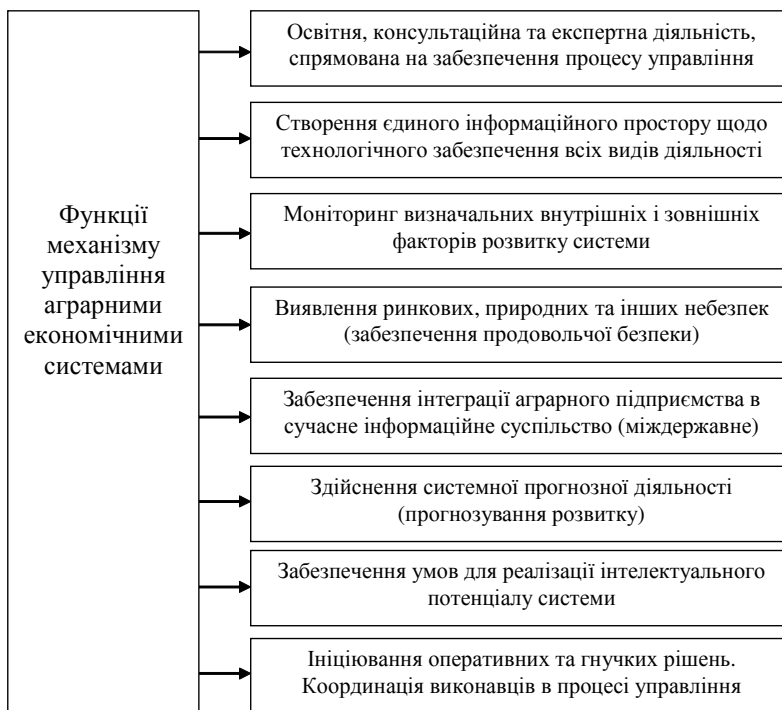 Функції
механізму
управління
аграрними
економічними
системами
Освітня, консультаційна та експертна діяльність,
спрямована на забезпечення процесу управління
Створення єдиного інформаційного простору щодо
технологічного забезпечення всіх видів діяльності
Моніторинг визначальних внутрішніх і зовнішніх
факторів розвитку системи
Виявлення ринкових, природних та інших небезпек
(забезпечення продовольчої безпеки)
Забезпечення інтеграції аграрного підприємства в
сучасне інформаційне суспільство (міждержавне)
Здійснення системної прогнозної діяльності
(прогнозування розвитку)
Забезпечення умов для реалізації інтелектуального
потенціалу системи
Ініціювання оперативних та гнучких рішень.
Координація виконавців в процесі управління